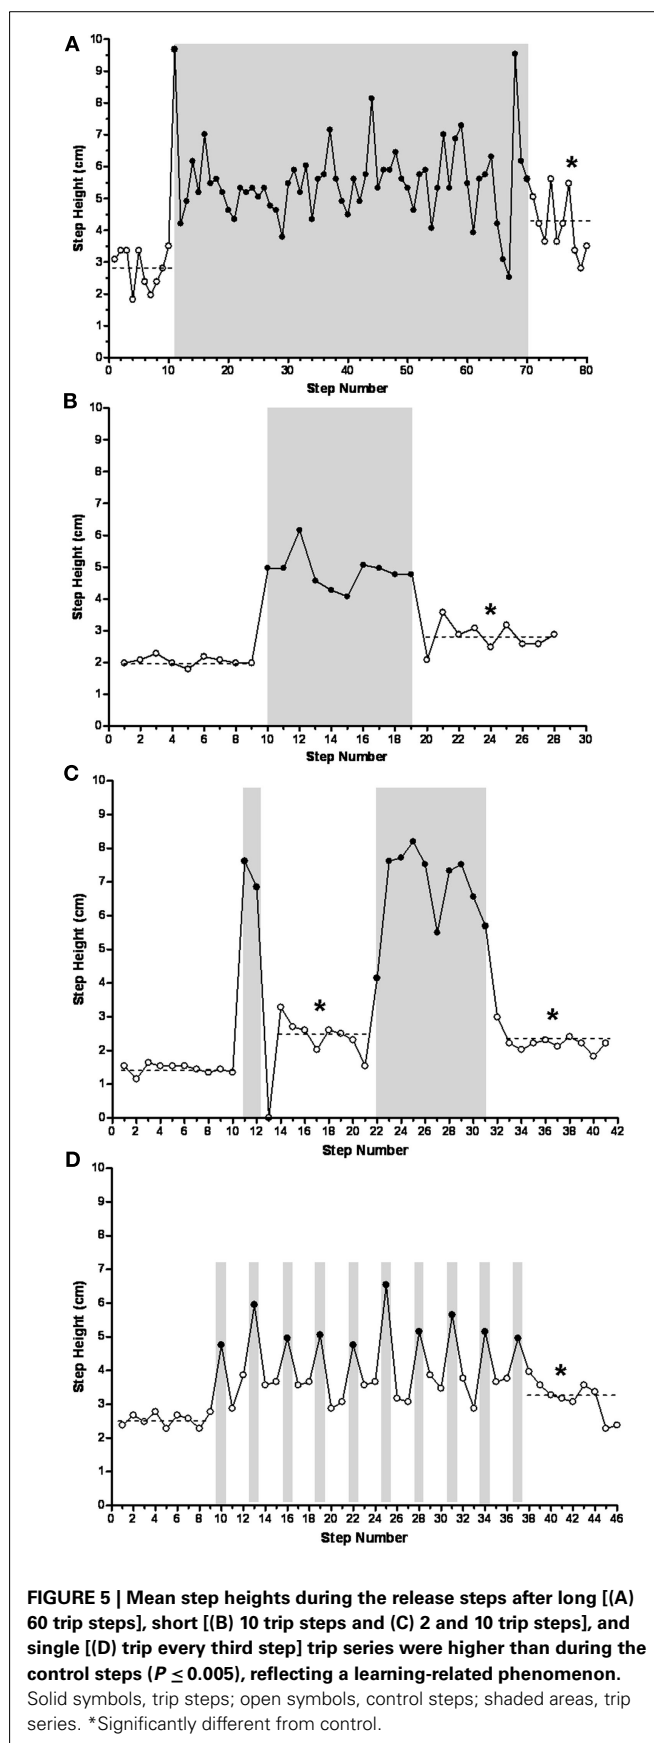 A
10
9
8
7
6
5
4
3
2
1
0
Step Height (cm)
*
0 10 20 30 40 50 60 70 80
Step Number
B
10
9
8
7
6
5
4
3
2
1
0
Step Height (cm)
*
0 2 4 6 8 10 12 14 16 18 20 22 24 26 28 30
Step Number
C
10
9
8
7
6
5
4
3
2
1
0
Step Height (cm)
* *
0 2 4 6 8 10 12 14 16 18 20 22 24 26 28 30 32 34 36 38 40 42
Step Number
D
10
9
8
7
6
5
4
3
2
1
0
Step Height (cm)
*
0 2 4 6 8 10 12 14 16 18 20 22 24 26 28 30 32 34 36 38 40 42 44 46
Step Number
FIGURE 5 | Mean step heights during the release steps after long [(A)
60 trip steps], short [(B) 10 trip steps and (C) 2 and 10 trip steps], and
single [(D) trip every third step] trip series were higher than during the
control steps (P ≤ 0.005), reflecting a learning-related phenomenon.
Solid symbols, trip steps; open symbols, control steps; shaded areas, trip
series. *Significantly different from control.